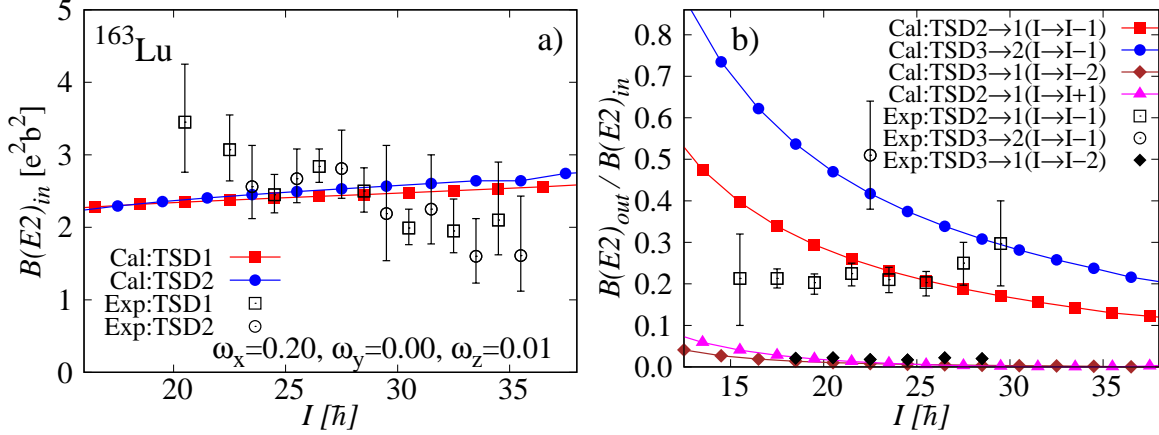 ¹⁶³Lu
a)
B(E2)in [e²b²]
5
4
3
2
1
0
Cal:TSD1
Cal:TSD2
Exp:TSD1
Exp:TSD2
ωx=0.20, ωy=0.00, ωz=0.01
20 25 30 35
I [ħ]
b)
B(E2)out / B(E2)in
0.8
0.7
0.6
0.5
0.4
0.3
0.2
0.1
0.0
Cal:TSD2→1(I→I−1)
Cal:TSD3→2(I→I−1)
Cal:TSD3→1(I→I−2)
Cal:TSD2→1(I→I+1)
Exp:TSD2→1(I→I−1)
Exp:TSD3→2(I→I−1)
Exp:TSD3→1(I→I−2)
15 20 25 30 35
I [ħ]